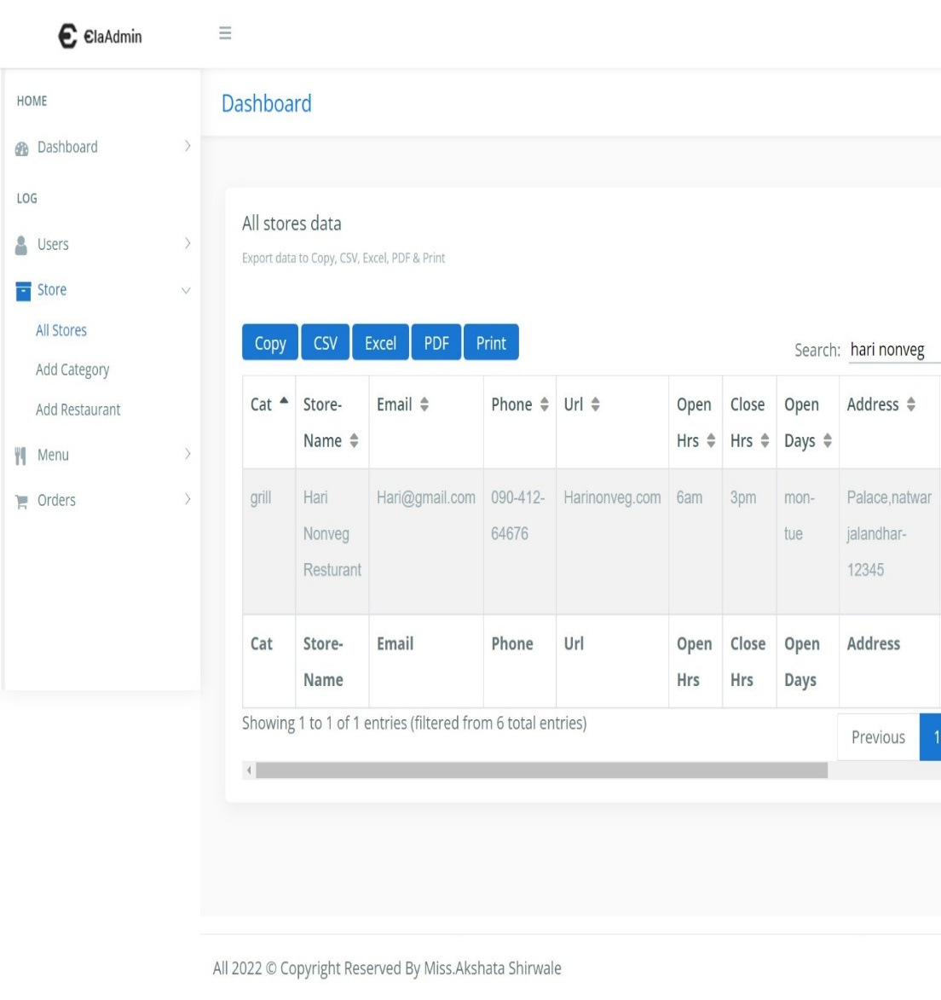 ElaAdmin
HOME
Dashboard
LOG
Users
Store
All Stores
Add Category
Add Restaurant
Menu
Orders
Dashboard
All stores data
Export data to Copy, CSV, Excel, PDF & Print
Copy CSV Excel PDF Print
Search: hari nonveg
Cat Store- Email Phone Url Open Close Open Address
Name Hrs Hrs Days
grill Hari Hari@gmail.com 090-412- Harinonveg.com 6am 3pm mon- Palace,natwar
Nonveg 64676 tue jalandhar-
Resturant 12345
Cat Store- Email Phone Url Open Close Open Address
Name Hrs Hrs Days
Showing 1 to 1 of 1 entries (filtered from 6 total entries)
Previous 1
All 2022 © Copyright Reserved By Miss.Akshata Shirwale